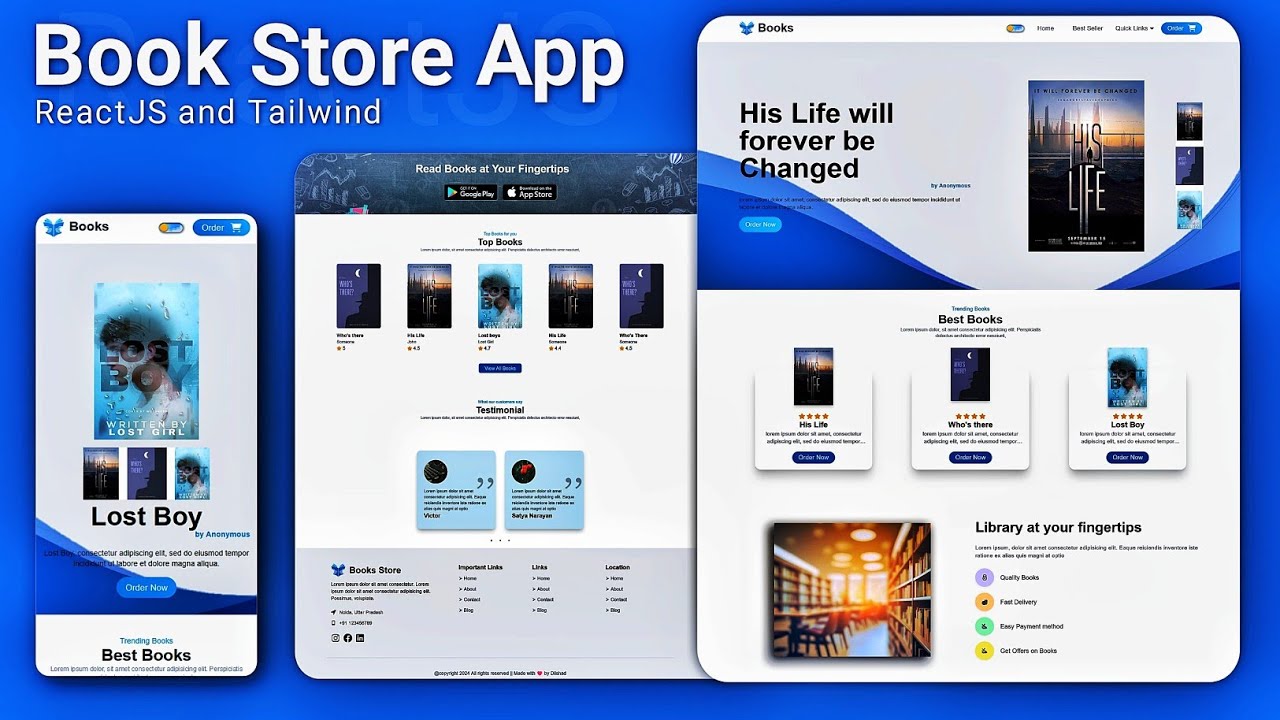 Book Store App
ReactJS and Tailwind
Books
Order
LOST
BOY
WRITTEN BY
LOST GIRL
Lost Boy
by Anonymous
Lost Boy, consectetur adipiscing elit, sed do eiusmod tempor
incididunt ut labore et dolore magna aliqua.
Order Now
Trending Books
Best Books
Lorem ipsum dolor sit amet, consectetur elit. Perspiciatis
Read Books at Your Fingertips
GET IT ON
Google Play
Download on the
App Store
Top Books for you
Top Books
Lorem ipsum dolor sit amet consectetur adipisicing elit. Perspiciatis delectus architecto error nesciunt,
WHO'S
THERE?
HIS
LIFE
LOST
BOY
HIS
LIFE
WHO'S
THERE?
Who's there
Someone
5
His Life
John
4.5
Lost boys
Lost Girl
4.7
His Life
Someone
4.4
Who's There
Someone
4.5
View All Books
What our customers say
Testimonial
Lorem ipsum dolor, sit amet consectetur adipisicing elit. Perspiciatis delectus architecto error nesciunt,
Lorem ipsum dolor sit amet
consectetur adipisicing elit. Eaque
reiciendis inventore iste ratione ex
alias quis magni at optio
Victor
Lorem ipsum dolor sit amet
consectetur adipisicing elit. Eaque
reiciendis inventore iste ratione ex
alias quis magni at optio
Satya Narayan
Books Store
Lorem ipsum dolor sit amet consectetur. Lorem
ipsum dolor sit amet consectetur adipisicing elit.
Possimus, voluptate.
Noida, Utter Pradesh
+91 123456789
Important Links
➤ Home
➤ About
➤ Contact
➤ Blog
Links
➤ Home
➤ About
➤ Contact
➤ Blog
Location
➤ Home
➤ About
➤ Contact
➤ Blog
@copyright 2024 All rights reserved || Made with ❤ by Dilshad
Books
Home
Best Seller
Quick Links
Order
His Life will
forever be
Changed
by Anonymous
lorem ipsum dolor sit amet, consectetur adipiscing elit, sed do eiusmod tempor incididunt ut
labore et dolore magna aliqua.
Order Now
IT WILL FOREVER BE CHANGED
HIS
LIFE
SEPTEMBER 15
Trending Books
Best Books
Lorem ipsum dolor sit amet, consectetur adipisicing elit. Perspiciatis
delectus architecto error nesciunt,
His Life
lorem ipsum dolor sit amet, consectetur
adipiscing elit, sed do eiusmod tempor...
Order Now
Who's there
lorem ipsum dolor sit amet, consectetur
adipiscing elit, sed do eiusmod tempor...
Order Now
Lost Boy
lorem ipsum dolor sit amet, consectetur
adipiscing elit, sed do eiusmod tempor...
Order Now
Library at your fingertips
Lorem ipsum dolor, sit amet consectetur adipisicing elit. Eaque reiciendis inventore iste
ratione ex alias quis magni at optio
Quality Books
Fast Delivery
Easy Payment method
Get Offers on Books